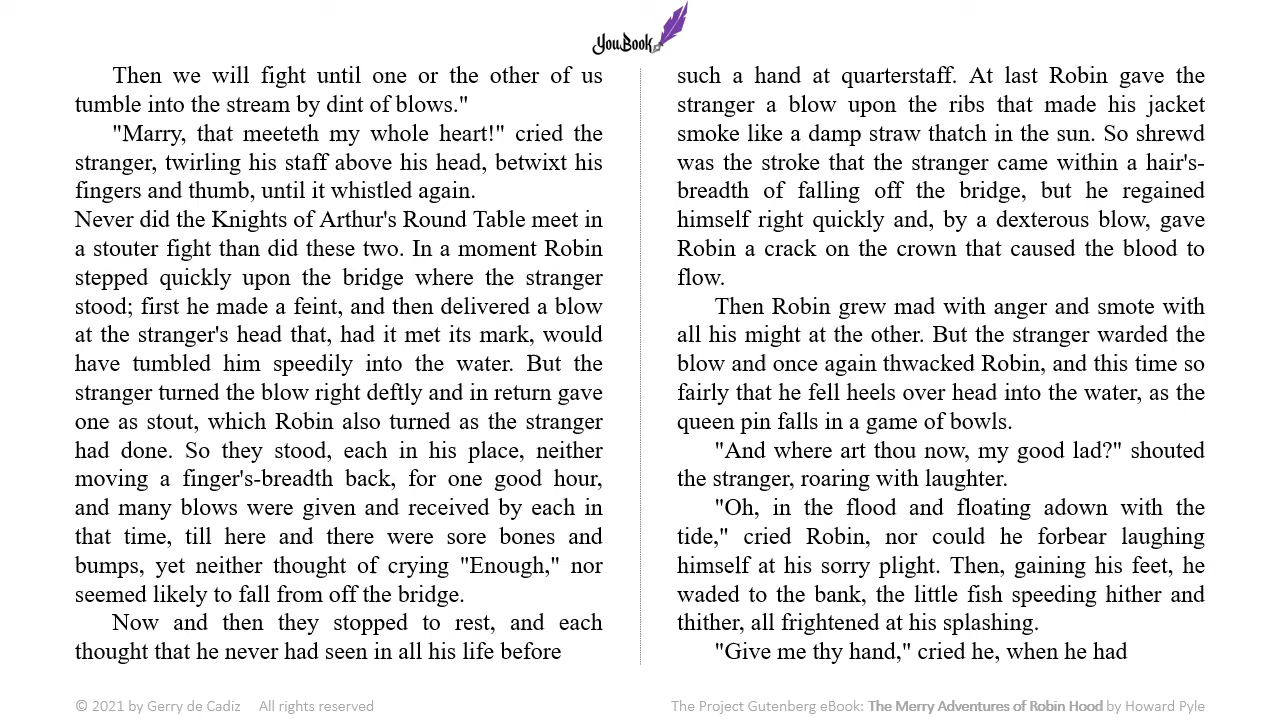 YouBook
Then we will fight until one or the other of us
tumble into the stream by dint of blows."
"Marry, that meeteth my whole heart!" cried the
stranger, twirling his staff above his head, betwixt his
fingers and thumb, until it whistled again.
Never did the Knights of Arthur's Round Table meet in
a stouter fight than did these two. In a moment Robin
stepped quickly upon the bridge where the stranger
stood; first he made a feint, and then delivered a blow
at the stranger's head that, had it met its mark, would
have tumbled him speedily into the water. But the
stranger turned the blow right deftly and in return gave
one as stout, which Robin also turned as the stranger
had done. So they stood, each in his place, neither
moving a finger's-breadth back, for one good hour,
and many blows were given and received by each in
that time, till here and there were sore bones and
bumps, yet neither thought of crying "Enough," nor
seemed likely to fall from off the bridge.
Now and then they stopped to rest, and each
thought that he never had seen in all his life before
such a hand at quarterstaff. At last Robin gave the
stranger a blow upon the ribs that made his jacket
smoke like a damp straw thatch in the sun. So shrewd
was the stroke that the stranger came within a hair's-
breadth of falling off the bridge, but he regained
himself right quickly and, by a dexterous blow, gave
Robin a crack on the crown that caused the blood to
flow.
Then Robin grew mad with anger and smote with
all his might at the other. But the stranger warded the
blow and once again thwacked Robin, and this time so
fairly that he fell heels over head into the water, as the
queen pin falls in a game of bowls.
"And where art thou now, my good lad?" shouted
the stranger, roaring with laughter.
"Oh, in the flood and floating adown with the
tide," cried Robin, nor could he forbear laughing
himself at his sorry plight. Then, gaining his feet, he
waded to the bank, the little fish speeding hither and
thither, all frightened at his splashing.
"Give me thy hand," cried he, when he had
© 2021 by Gerry de Cadiz All rights reserved
The Project Gutenberg eBook: The Merry Adventures of Robin Hood by Howard Pyle